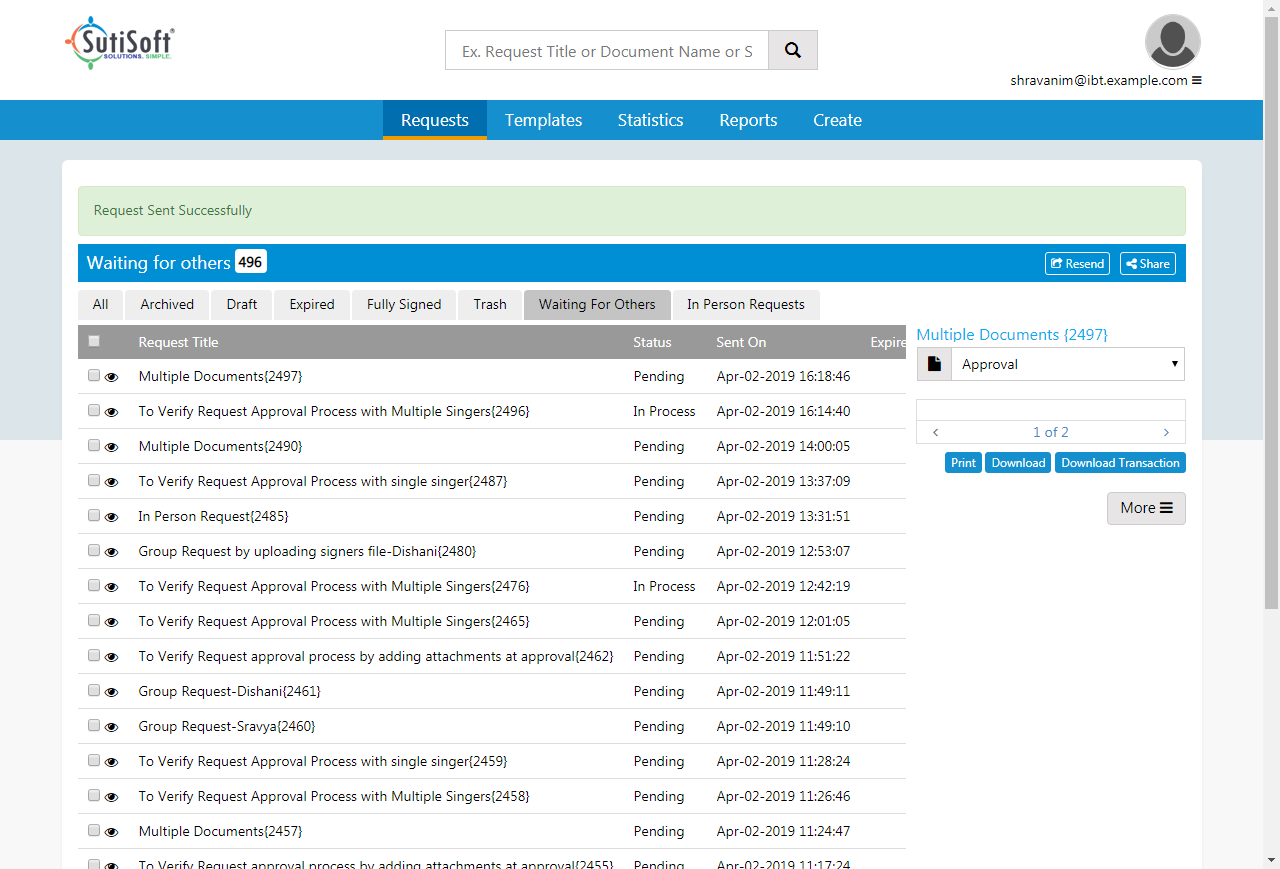 SutiSoft®
SOLUTIONS. SIMPLE.
Ex. Request Title or Document Name or S
shravanim@ibt.example.com
Requests Templates Statistics Reports Create
Request Sent Successfully
Waiting for others 496 Resend Share
All Archived Draft Expired Fully Signed Trash Waiting For Others In Person Requests
Request Title Status Sent On Expire
Multiple Documents{2497} Pending Apr-02-2019 16:18:46
To Verify Request Approval Process with Multiple Singers{2496} In Process Apr-02-2019 16:14:40
Multiple Documents{2490} Pending Apr-02-2019 14:00:05
To Verify Request Approval Process with single singer{2487} Pending Apr-02-2019 13:37:09
In Person Request{2485} Pending Apr-02-2019 13:31:51
Group Request by uploading signers file-Dishani{2480} Pending Apr-02-2019 12:53:07
To Verify Request Approval Process with Multiple Singers{2476} In Process Apr-02-2019 12:42:19
To Verify Request Approval Process with Multiple Singers{2465} Pending Apr-02-2019 12:01:05
To Verify Request approval process by adding attachments at approval{2462} Pending Apr-02-2019 11:51:22
Group Request-Dishani{2461} Pending Apr-02-2019 11:49:11
Group Request-Sravya{2460} Pending Apr-02-2019 11:49:10
To Verify Request Approval Process with single singer{2459} Pending Apr-02-2019 11:28:24
To Verify Request Approval Process with Multiple Singers{2458} Pending Apr-02-2019 11:26:46
Multiple Documents{2457} Pending Apr-02-2019 11:24:47
To Verify Request approval process by adding attachments at approval{2455} Pending Apr-02-2019 11:17:24
Multiple Documents {2497}
Approval
1 of 2
Print Download Download Transaction
More